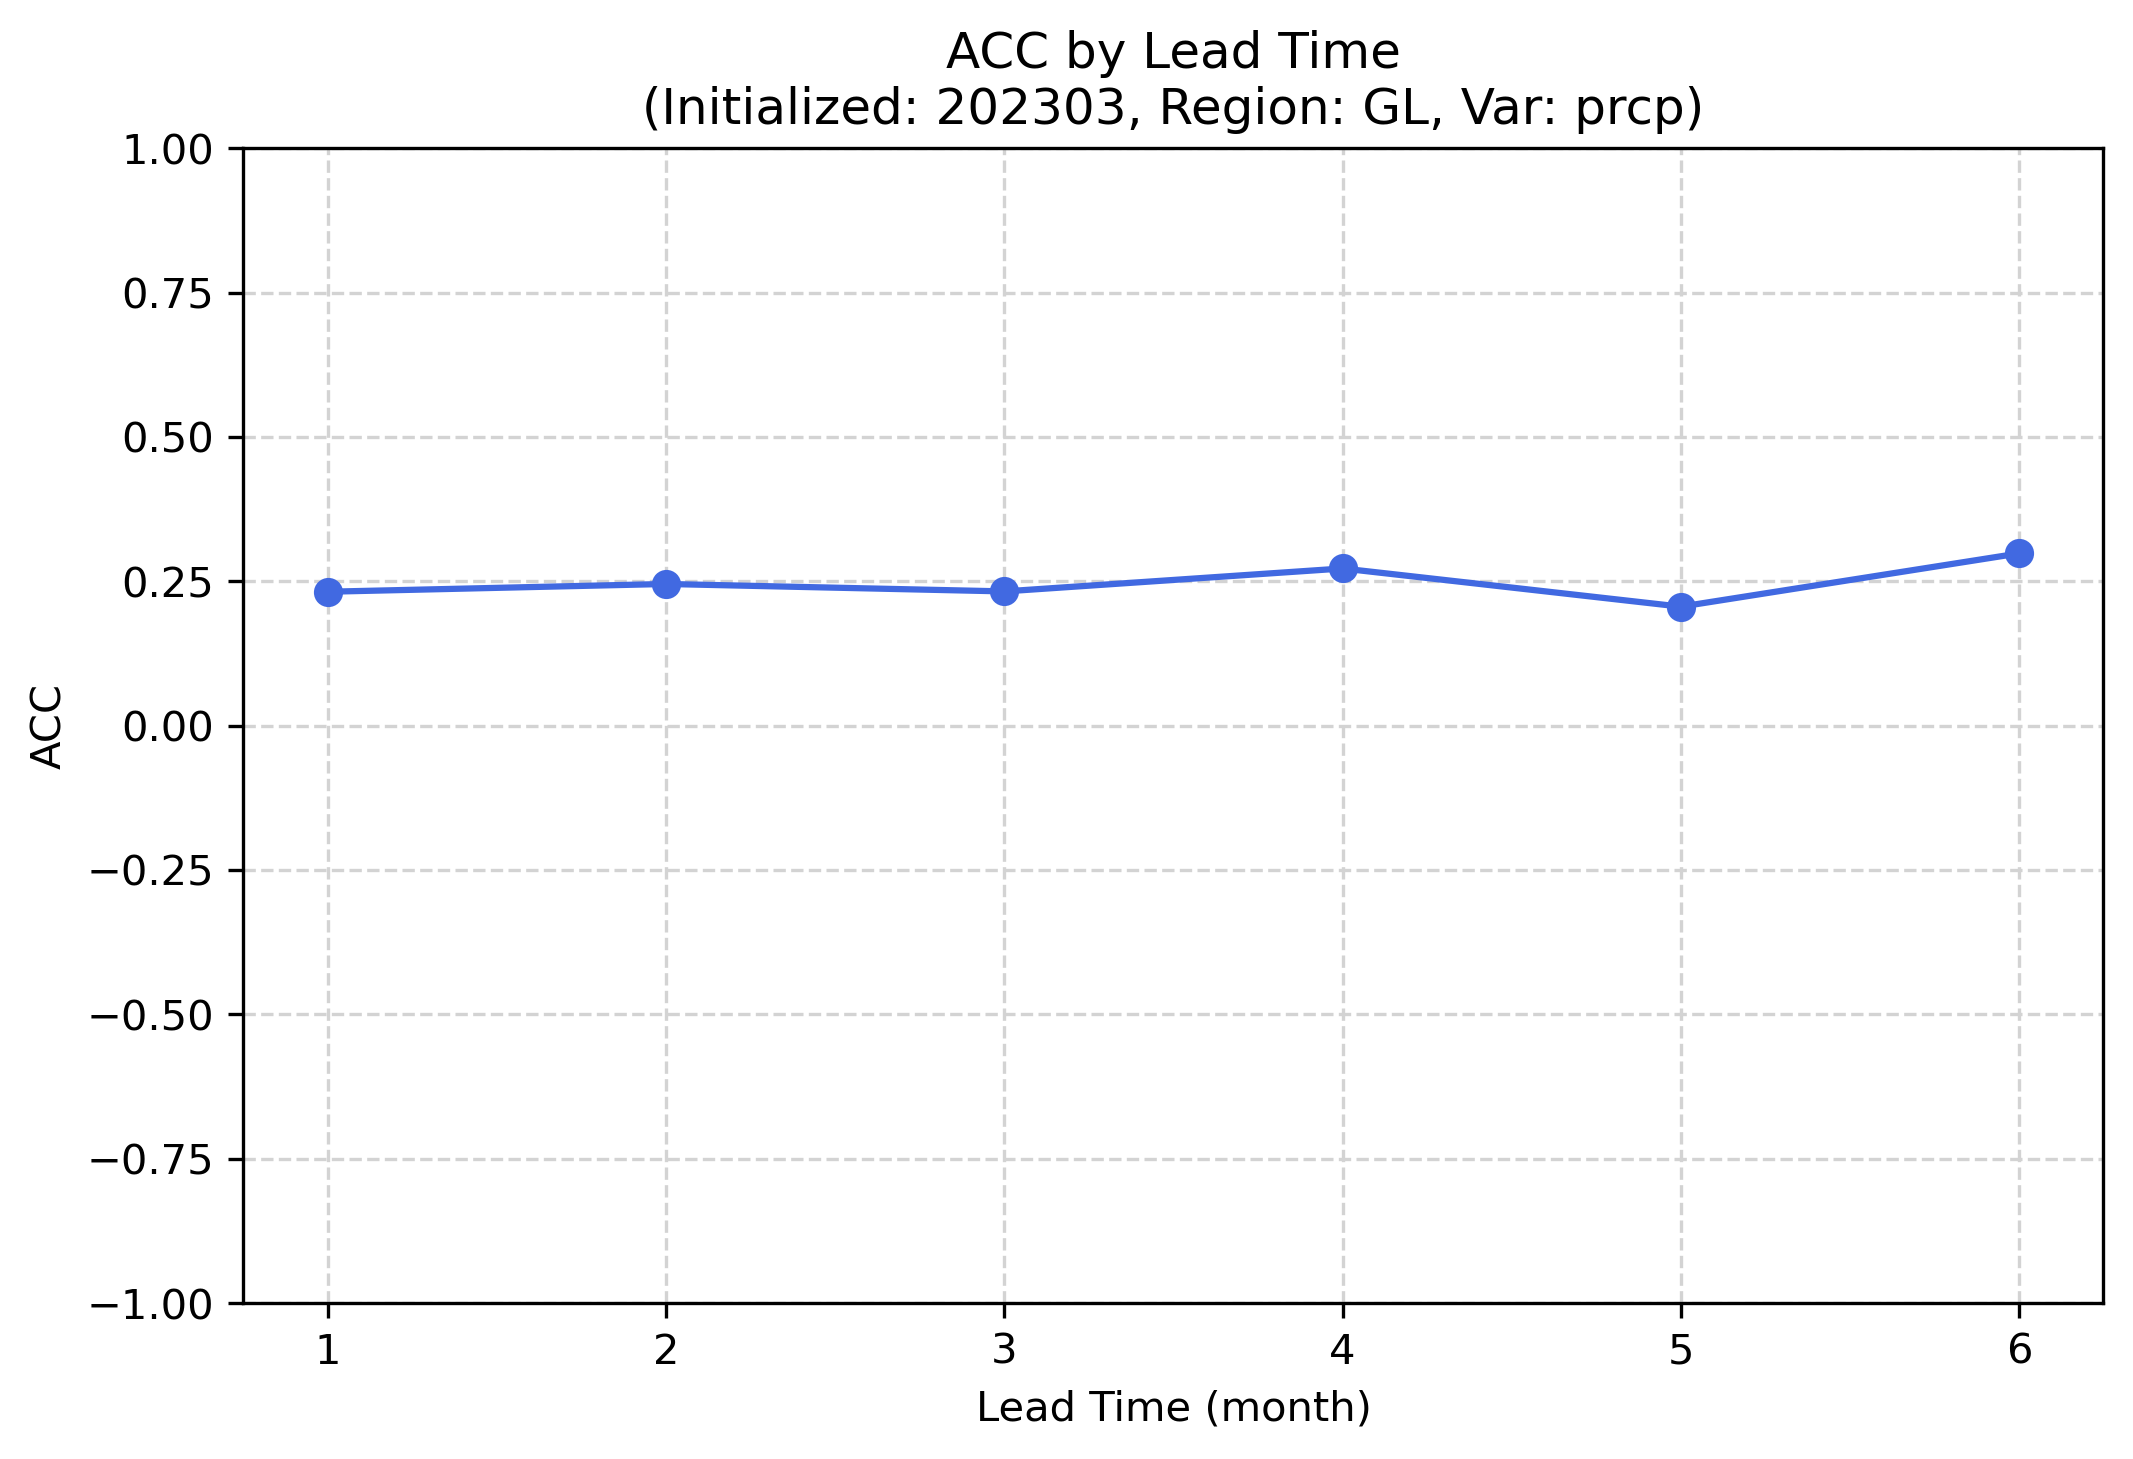 ACC by Lead Time
(Initialized: 202303, Region: GL, Var: prcp)
1.00
0.75
0.50
0.25
0.00
−0.25
−0.50
−0.75
−1.00
ACC
1 2 3 4 5 6
Lead Time (month)